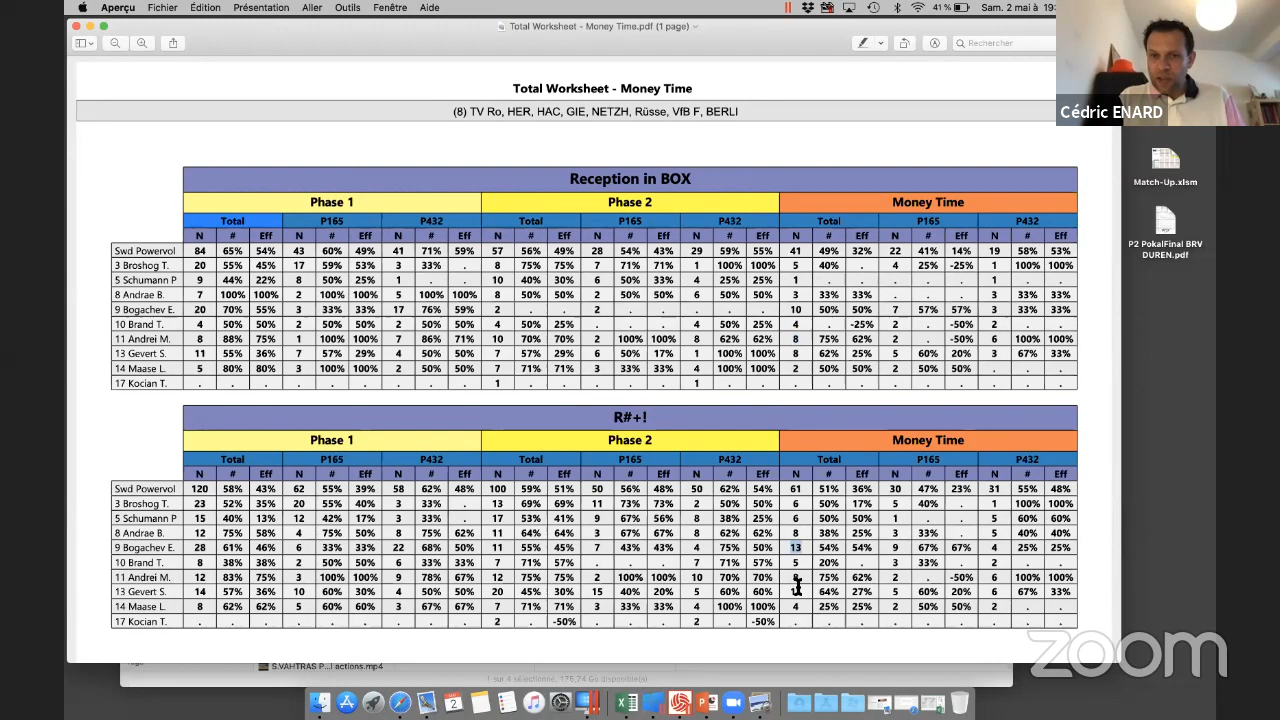 Aperçu Fichier Édition Présentation Aller Outils Fenêtre Aide 41 % Sam. 2 mai à 19:
Total Worksheet - Money Time.pdf (1 page)
Rechercher
Total Worksheet - Money Time
(8) TV Ro, HER, HAC, GIE, NETZH, Rüsse, VfB F, BERLI
Cédric ENARD
Match-Up.xlsm
P2 PokalFinal BRV
DUREN.pdf
Reception in BOX
Phase 1 Phase 2 Money Time
Total P165 P432 Total P165 P432 Total P165 P432
N # Eff N # Eff N # Eff N # Eff N # Eff N # Eff N # Eff N # Eff N # Eff
Swd Powervol 84 65% 54% 43 60% 49% 41 71% 59% 57 56% 49% 28 54% 43% 29 59% 55% 41 49% 32% 22 41% 14% 19 58% 53%
3 Broshog T. 20 55% 45% 17 59% 53% 3 33% . 8 75% 75% 7 71% 71% 1 100% 100% 5 40% . 4 25% -25% 1 100% 100%
5 Schumann P 9 44% 22% 8 50% 25% 1 . . 10 40% 30% 6 50% 33% 4 25% 25% 1 . . . . . 1 . .
8 Andrae B. 7 100% 100% 2 100% 100% 5 100% 100% 8 50% 50% 2 50% 50% 6 50% 50% 3 33% 33% . . . 3 33% 33%
9 Bogachev E. 20 70% 55% 3 33% 33% 17 76% 59% 2 . . 2 . . . . . 10 50% 50% 7 57% 57% 3 33% 33%
10 Brand T. 4 50% 50% 2 50% 50% 2 50% 50% 4 50% 25% . . . 4 50% 25% 4 . -25% 2 . -50% 2 . .
11 Andrei M. 8 88% 75% 1 100% 100% 7 86% 71% 10 70% 70% 2 100% 100% 8 62% 62% 8 75% 62% 2 . -50% 6 100% 100%
13 Gevert S. 11 55% 36% 7 57% 29% 4 50% 50% 7 57% 29% 6 50% 17% 1 100% 100% 8 62% 25% 5 60% 20% 3 67% 33%
14 Maase L. 5 80% 80% 3 100% 100% 2 50% 50% 7 71% 71% 3 33% 33% 4 100% 100% 2 50% 50% 2 50% 50% . . .
17 Kocian T. . . . . . . . . . 1 . . . . . 1 . . . . . . . . . . .
R#+!
Phase 1 Phase 2 Money Time
Total P165 P432 Total P165 P432 Total P165 P432
N # Eff N # Eff N # Eff N # Eff N # Eff N # Eff N # Eff N # Eff N # Eff
Swd Powervol 120 58% 43% 62 55% 39% 58 62% 48% 100 59% 51% 50 56% 48% 50 62% 54% 61 51% 36% 30 47% 23% 31 55% 48%
3 Broshog T. 23 52% 35% 20 55% 40% 3 33% . 13 69% 69% 11 73% 73% 2 50% 50% 6 50% 17% 5 40% . 1 100% 100%
5 Schumann P 15 40% 13% 12 42% 17% 3 33% . 17 53% 41% 9 67% 56% 8 38% 25% 6 50% 50% 1 . . 5 60% 60%
8 Andrae B. 12 75% 58% 4 75% 50% 8 75% 62% 11 64% 64% 3 67% 67% 8 62% 62% 8 38% 25% 3 33% . 5 40% 40%
9 Bogachev E. 28 61% 46% 6 33% 33% 22 68% 50% 11 55% 45% 7 43% 43% 4 75% 50% 13 54% 54% 9 67% 67% 4 25% 25%
10 Brand T. 8 38% 38% 2 50% 50% 6 33% 33% 7 71% 57% . . . 7 71% 57% 5 20% . 3 33% . 2 . .
11 Andrei M. 12 83% 75% 3 100% 100% 9 78% 67% 12 75% 75% 2 100% 100% 10 70% 70% 75% 62% 2 . -50% 6 100% 100%
13 Gevert S. 14 57% 36% 10 60% 30% 4 50% 50% 20 45% 30% 15 40% 20% 5 60% 60% 64% 27% 5 60% 20% 6 67% 33%
14 Maase L. 8 62% 62% 5 60% 60% 3 67% 67% 7 71% 71% 3 33% 33% 4 100% 100% 4 25% 25% 2 50% 50% 2 . .
17 Kocian T. . . . . . . . . . 2 . -50% . . . 2 . -50% . . . . . . . . .
S.VAHTRAS P...l actions.mp4
1 sur 4 sélectionné, 175,74 Go disponible(s)
zoom